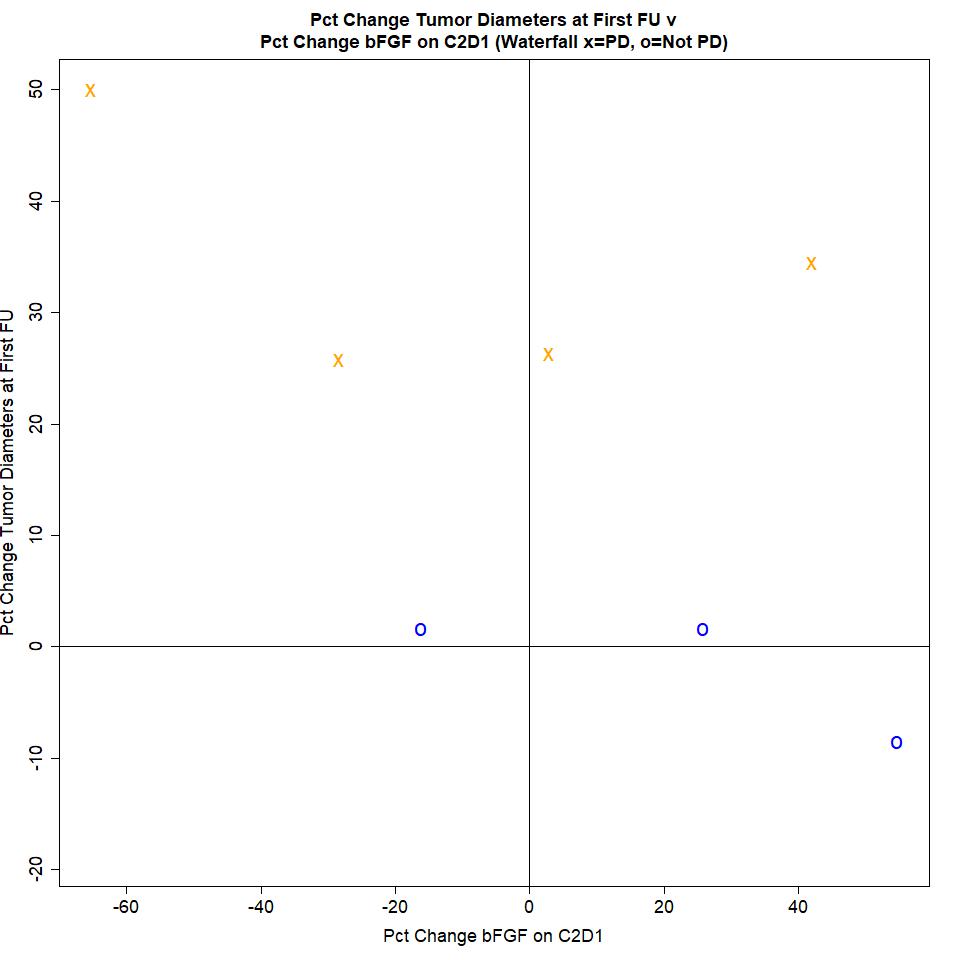 Pct Change Tumor Diameters at First FU v
Pct Change bFGF on C2D1 (Waterfall x=PD, o=Not PD)
Pct Change Tumor Diameters at First FU
50
40
30
20
10
0
-10
-20
X
X
X
X
O
O
O
-60
-40
-20
0
20
40
Pct Change bFGF on C2D1